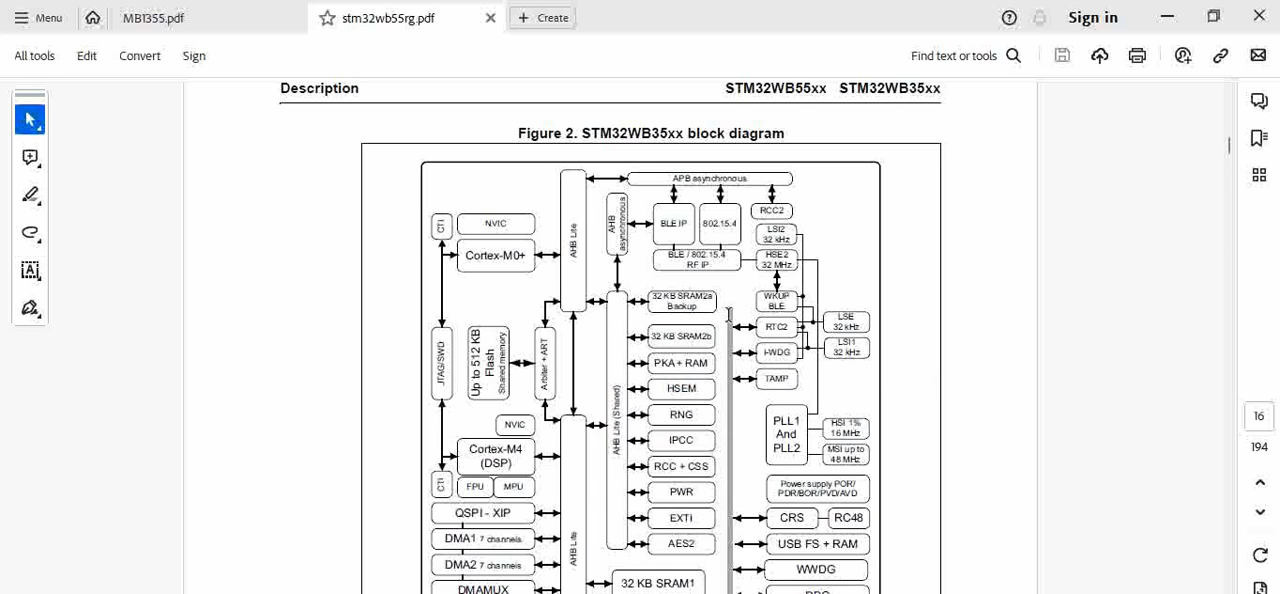 Menu
MB1355.pdf
stm32wb55rg.pdf
Create
Sign in
All tools
Edit
Convert
Sign
Find text or tools
Description
STM32WB55xx STM32WB35xx
Figure 2. STM32WB35xx block diagram
APB asynchronous
CTI
NVIC
AHB Lite
AHB asynchronous
BLE IP
802.15.4
RCC2
LSI2
32 kHz
Cortex-M0+
BLE / 802.15.4
RF IP
HSE2
32 MHz
32 KB SRAM2a
Backup
WKUP
BLE
LSE
32 kHz
RTC2
32 KB SRAM2b
LSI1
32 kHz
I-WDG
JTAG/SWD
Up to 512 KB
Flash
Shared memory
Arbiter + ART
PKA + RAM
TAMP
HSEM
AHB Lite (Shared)
RNG
PLL1
And
PLL2
HSI 1%
16 MHz
MSI up to
48 MHz
NVIC
IPCC
Cortex-M4
(DSP)
RCC + CSS
CTI
FPU
MPU
PWR
Power supply POR/
PDR/BOR/PVD/AVD
QSPI - XIP
EXTI
CRS
RC48
DMA1 7 channels
AHB Lite
AES2
USB FS + RAM
DMA2 7 channels
WWDG
DMAMUX
32 KB SRAM1
16
194